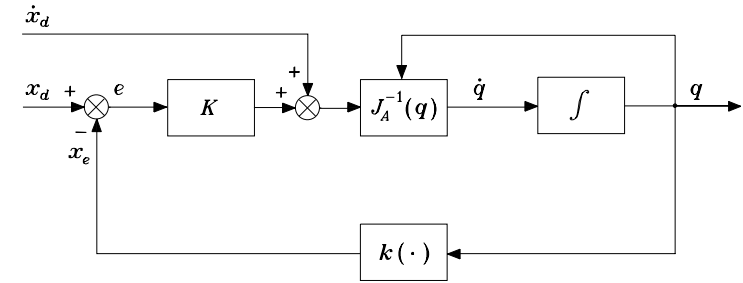 ẋ_d
x_d + e K + + J_A^{-1}(q) q̇ ∫ q
−
x_e
k(·)